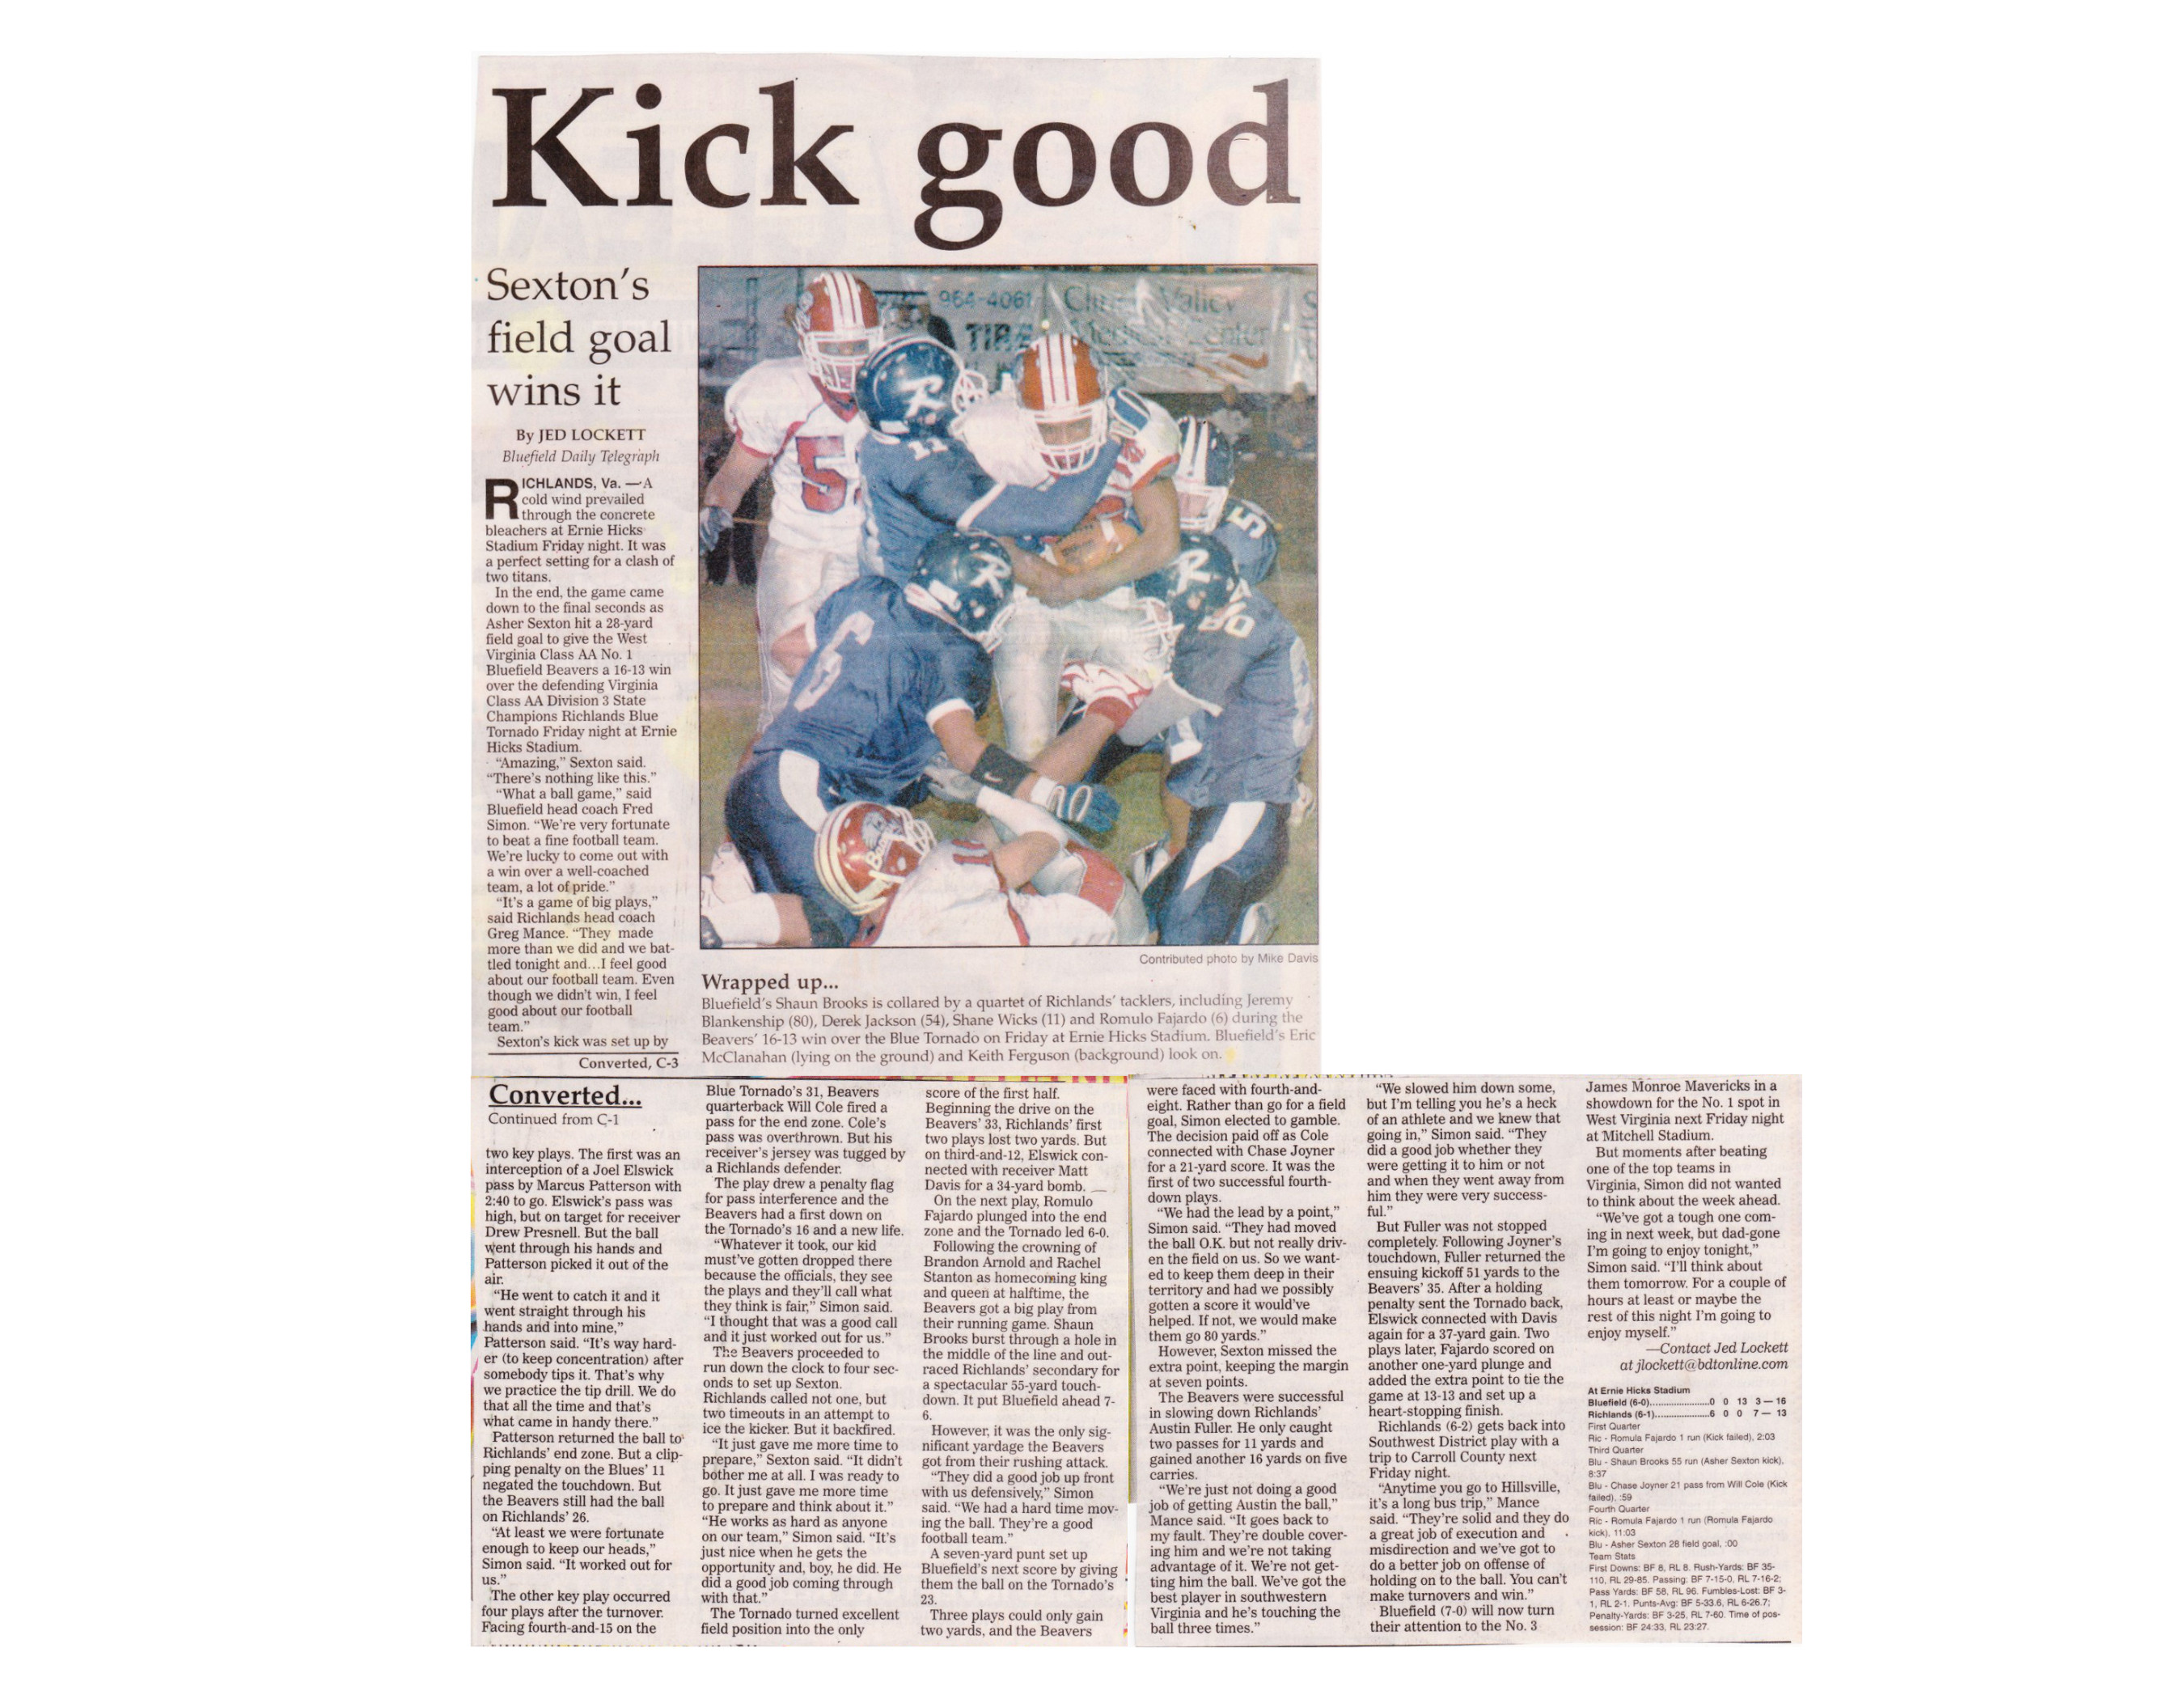 Kick good
Sexton's
field goal
wins it
By JED LOCKETT
Bluefield Daily Telegraph
RICHLANDS, Va. — A
cold wind prevailed
through the concrete
bleachers at Ernie Hicks
Stadium Friday night. It was
a perfect setting for a clash of
two titans.
In the end, the game came
down to the final seconds as
Asher Sexton hit a 28-yard
field goal to give the West
Virginia Class AA No. 1
Bluefield Beavers a 16-13 win
over the defending Virginia
Class AA Division 3 State
Champions Richlands Blue
Tornado Friday night at Ernie
Hicks Stadium.
“Amazing,” Sexton said.
“There's nothing like this.”
“What a ball game,” said
Bluefield head coach Fred
Simon. “We're very fortunate
to beat a fine football team.
We're lucky to come out with
a win over a well-coached
team, a lot of pride.”
“It's a game of big plays,”
said Richlands head coach
Greg Mance. “They made
more than we did and we bat-
tled tonight and...I feel good
about our football team. Even
though we didn't win, I feel
good about our football
team.”
Sexton's kick was set up by
Converted, C-3
964-4061
TIRE
Clinch Valley
Medical Center
R
11
5
R
R
51
80
6
Contributed photo by Mike Davis
Wrapped up...
Bluefield's Shaun Brooks is collared by a quartet of Richlands' tacklers, including Jeremy
Blankenship (80), Derek Jackson (54), Shane Wicks (11) and Romulo Fajardo (6) during the
Beavers' 16-13 win over the Blue Tornado on Friday at Ernie Hicks Stadium. Bluefield's Eric
McClanahan (lying on the ground) and Keith Ferguson (background) look on.
Converted...
Continued from C-1
two key plays. The first was an
interception of a Joel Elswick
pass by Marcus Patterson with
2:40 to go. Elswick's pass was
high, but on target for receiver
Drew Presnell. But the ball
went through his hands and
Patterson picked it out of the
air.
“He went to catch it and it
went straight through his
hands and into mine,”
Patterson said. “It's way hard-
er (to keep concentration) after
somebody tips it. That's why
we practice the tip drill. We do
that all the time and that's
what came in handy there.”
Patterson returned the ball to
Richlands' end zone. But a clip-
ping penalty on the Blues' 11
negated the touchdown. But
the Beavers still had the ball
on Richlands' 26.
“At least we were fortunate
enough to keep our heads,”
Simon said. “It worked out for
us.”
The other key play occurred
four plays after the turnover.
Facing fourth-and-15 on the
Blue Tornado's 31, Beavers
quarterback Will Cole fired a
pass for the end zone. Cole's
pass was overthrown. But his
receiver's jersey was tugged by
a Richlands defender.
The play drew a penalty flag
for pass interference and the
Beavers had a first down on
the Tornado's 16 and a new life.
“Whatever it took, our kid
must've gotten dropped there
because the officials, they see
the plays and they'll call what
they think is fair,” Simon said.
“I thought that was a good call
and it just worked out for us.”
The Beavers proceeded to
run down the clock to four sec-
onds to set up Sexton.
Richlands called not one, but
two timeouts in an attempt to
ice the kicker. But it backfired.
“It just gave me more time to
prepare,” Sexton said. “It didn't
bother me at all. I was ready to
go. It just gave me more time
to prepare and think about it.”
“He works as hard as anyone
on our team,” Simon said. “It's
just nice when he gets the
opportunity and, boy, he did. He
did a good job coming through
with that.”
The Tornado turned excellent
field position into the only
score of the first half.
Beginning the drive on the
Beavers' 33, Richlands' first
two plays lost two yards. But
on third-and-12, Elswick con-
nected with receiver Matt
Davis for a 34-yard bomb.
On the next play, Romulo
Fajardo plunged into the end
zone and the Tornado led 6-0.
Following the crowning of
Brandon Arnold and Rachel
Stanton as homecoming king
and queen at halftime, the
Beavers got a big play from
their running game. Shaun
Brooks burst through a hole in
the middle of the line and out-
raced Richlands' secondary for
a spectacular 55-yard touch-
down. It put Bluefield ahead 7-
6.
However, it was the only sig-
nificant yardage the Beavers
got from their rushing attack.
“They did a good job up front
with us defensively,” Simon
said. “We had a hard time mov-
ing the ball. They're a good
football team.”
A seven-yard punt set up
Bluefield's next score by giving
them the ball on the Tornado's
23.
Three plays could only gain
two yards, and the Beavers
were faced with fourth-and-
eight. Rather than go for a field
goal, Simon elected to gamble.
The decision paid off as Cole
connected with Chase Joyner
for a 21-yard score. It was the
first of two successful fourth-
down plays.
“We had the lead by a point,”
Simon said. “They had moved
the ball O.K. but not really driv-
en the field on us. So we want-
ed to keep them deep in their
territory and had we possibly
gotten a score it would've
helped. If not, we would make
them go 80 yards.”
However, Sexton missed the
extra point, keeping the margin
at seven points.
The Beavers were successful
in slowing down Richlands'
Austin Fuller. He only caught
two passes for 11 yards and
gained another 16 yards on five
carries.
“We're just not doing a good
job of getting Austin the ball,”
Mance said. “It goes back to
my fault. They're double cover-
ing him and we're not taking
advantage of it. We're not get-
ting him the ball. We've got the
best player in southwestern
Virginia and he's touching the
ball three times.”
“We slowed him down some,
but I'm telling you he's a heck
of an athlete and we knew that
going in,” Simon said. “They
did a good job whether they
were getting it to him or not
and when they went away from
him they were very success-
ful.”
But Fuller was not stopped
completely. Following Joyner's
touchdown, Fuller returned the
ensuing kickoff 51 yards to the
Beavers' 35. After a holding
penalty sent the Tornado back,
Elswick connected with Davis
again for a 37-yard gain. Two
plays later, Fajardo scored on
another one-yard plunge and
added the extra point to tie the
game at 13-13 and set up a
heart-stopping finish.
Richlands (6-2) gets back into
Southwest District play with a
trip to Carroll County next
Friday night.
“Anytime you go to Hillsville,
it's a long bus trip,” Mance
said. “They're solid and they do
a great job of execution and
misdirection and we've got to
do a better job on offense of
holding on to the ball. You can't
make turnovers and win.”
Bluefield (7-0) will now turn
their attention to the No. 3
James Monroe Mavericks in a
showdown for the No. 1 spot in
West Virginia next Friday night
at Mitchell Stadium.
But moments after beating
one of the top teams in
Virginia, Simon did not wanted
to think about the week ahead.
“We've got a tough one com-
ing in next week, but dad-gone
I'm going to enjoy tonight,”
Simon said. “I'll think about
them tomorrow. For a couple of
hours at least or maybe the
rest of this night I'm going to
enjoy myself.”
—Contact Jed Lockett
at jlockett@bdtonline.com
At Ernie Hicks Stadium
Bluefield (6-0)......................0 0 13 3 — 16
Richlands (6-1)....................6 0 0 7 — 13
First Quarter
Ric - Romula Fajardo 1 run (Kick failed), 2:03
Third Quarter
Blu - Shaun Brooks 55 run (Asher Sexton kick),
8:37
Blu - Chase Joyner 21 pass from Will Cole (Kick
failed), :59
Fourth Quarter
Ric - Romula Fajardo 1 run (Romula Fajardo
kick), 11:03
Blu - Asher Sexton 28 field goal, :00
Team Stats
First Downs: BF 8, RL 8. Rush-Yards: BF 35-
110, RL 29-85. Passing: BF 7-15-0, RL 7-16-2;
Pass Yards: BF 58, RL 96. Fumbles-Lost: BF 3-
1, RL 2-1. Punts-Avg: BF 5-33.6, RL 6-26.7;
Penalty-Yards: BF 3-25, RL 7-60. Time of pos-
session: BF 24:33, RL 23:27.